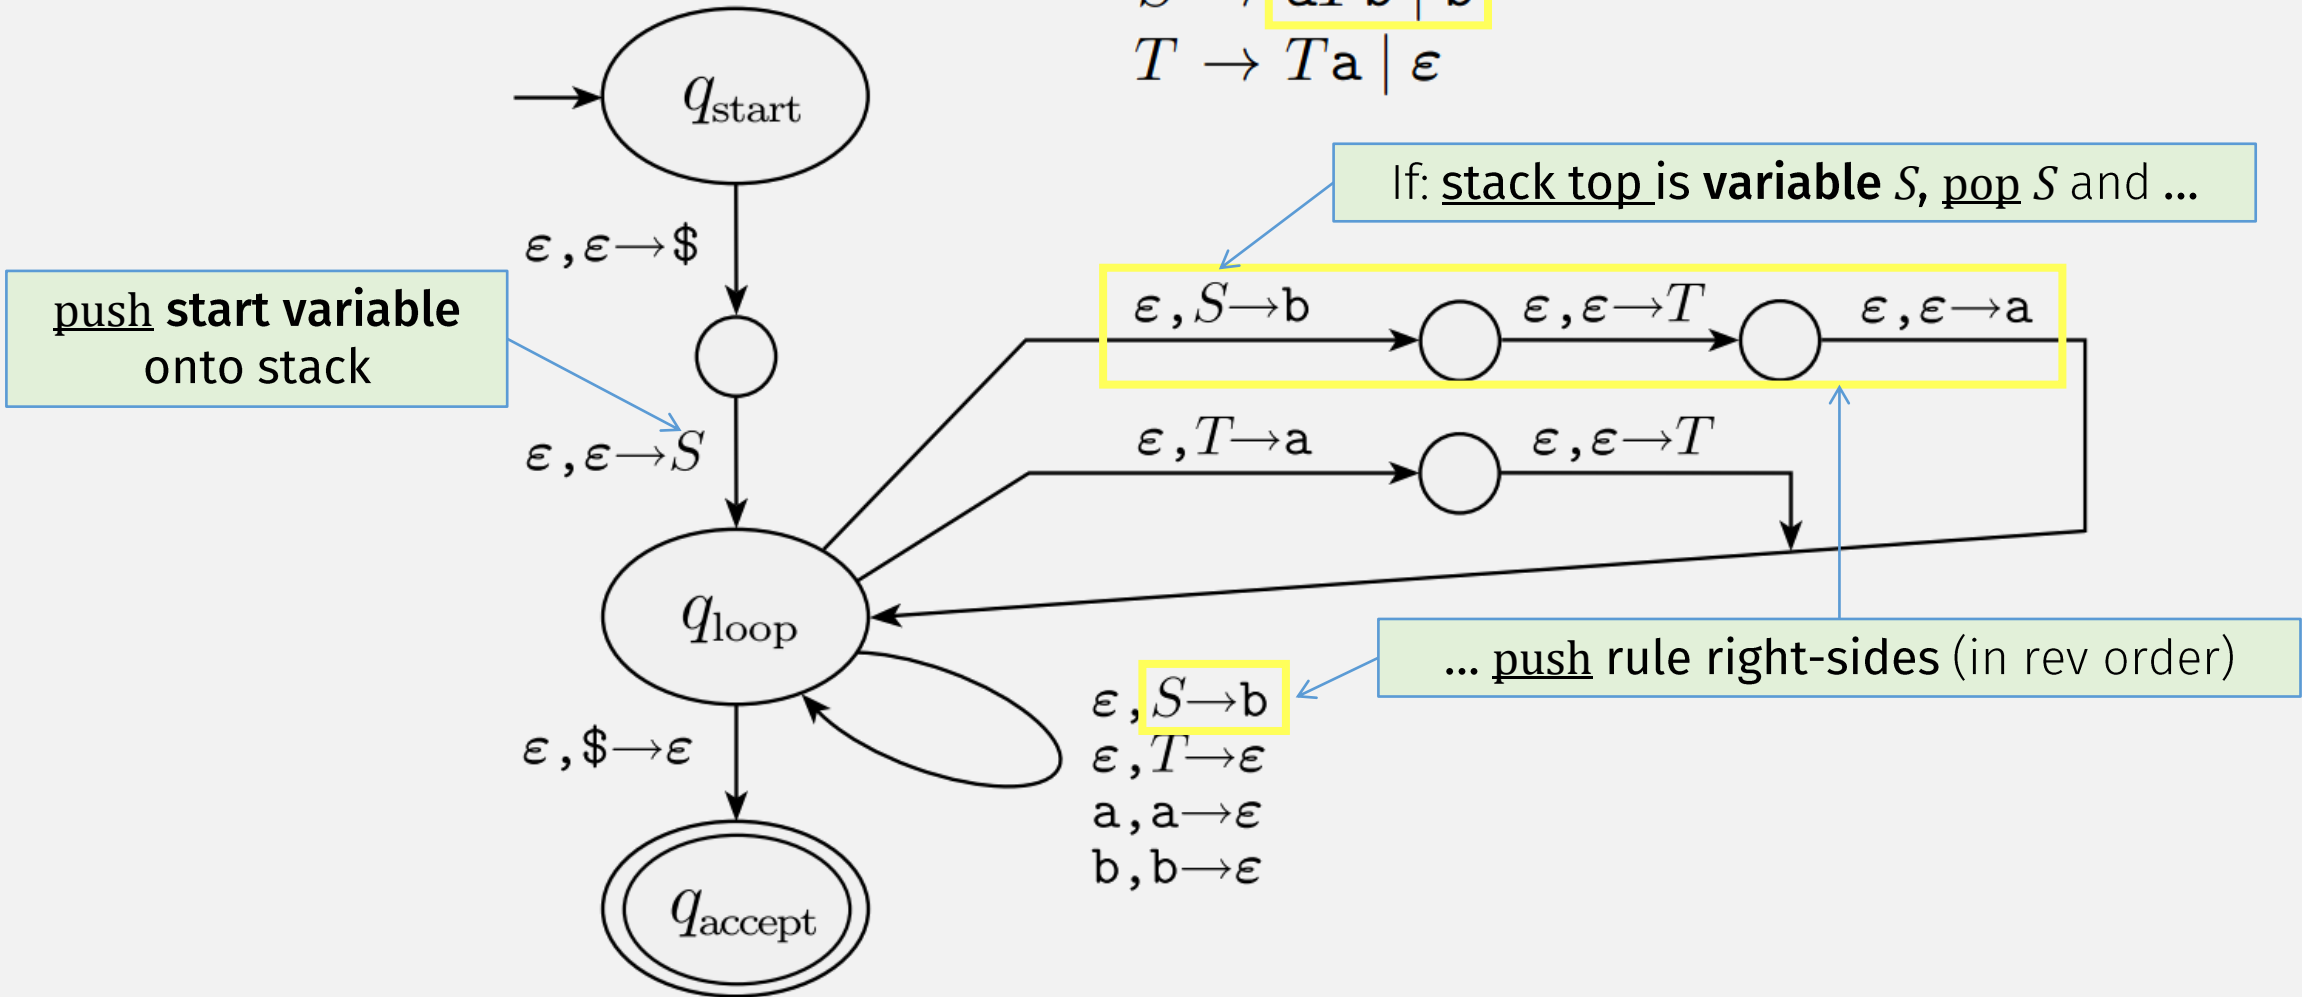 S → aTb | b
T → Ta | ε
q_start
If: stack top is variable S, pop S and ...
ε,ε→$
push start variable
onto stack
ε,S→b
ε,ε→T
ε,ε→a
ε,T→a
ε,ε→T
ε,ε→S
q_loop
... push rule right-sides (in rev order)
ε,S→b
ε,T→ε
a,a→ε
b,b→ε
ε,$→ε
q_accept